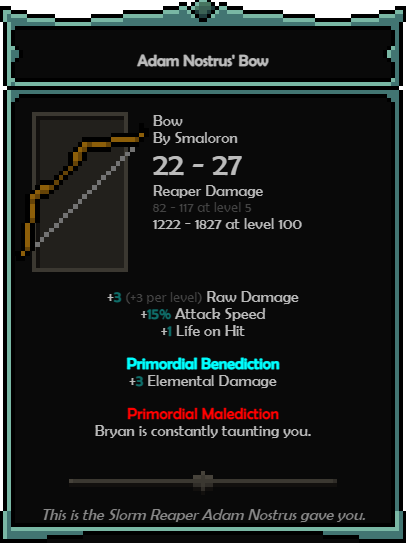 Adam Nostrus' Bow
Bow
By Smaloron
22 - 27
Reaper Damage
82 - 117 at level 5
1222 - 1827 at level 100
+3 (+3 per level) Raw Damage
+15% Attack Speed
+1 Life on Hit
Primordial Benediction
+3 Elemental Damage
Primordial Malediction
Bryan is constantly taunting you.
This is the Slorm Reaper Adam Nostrus gave you.